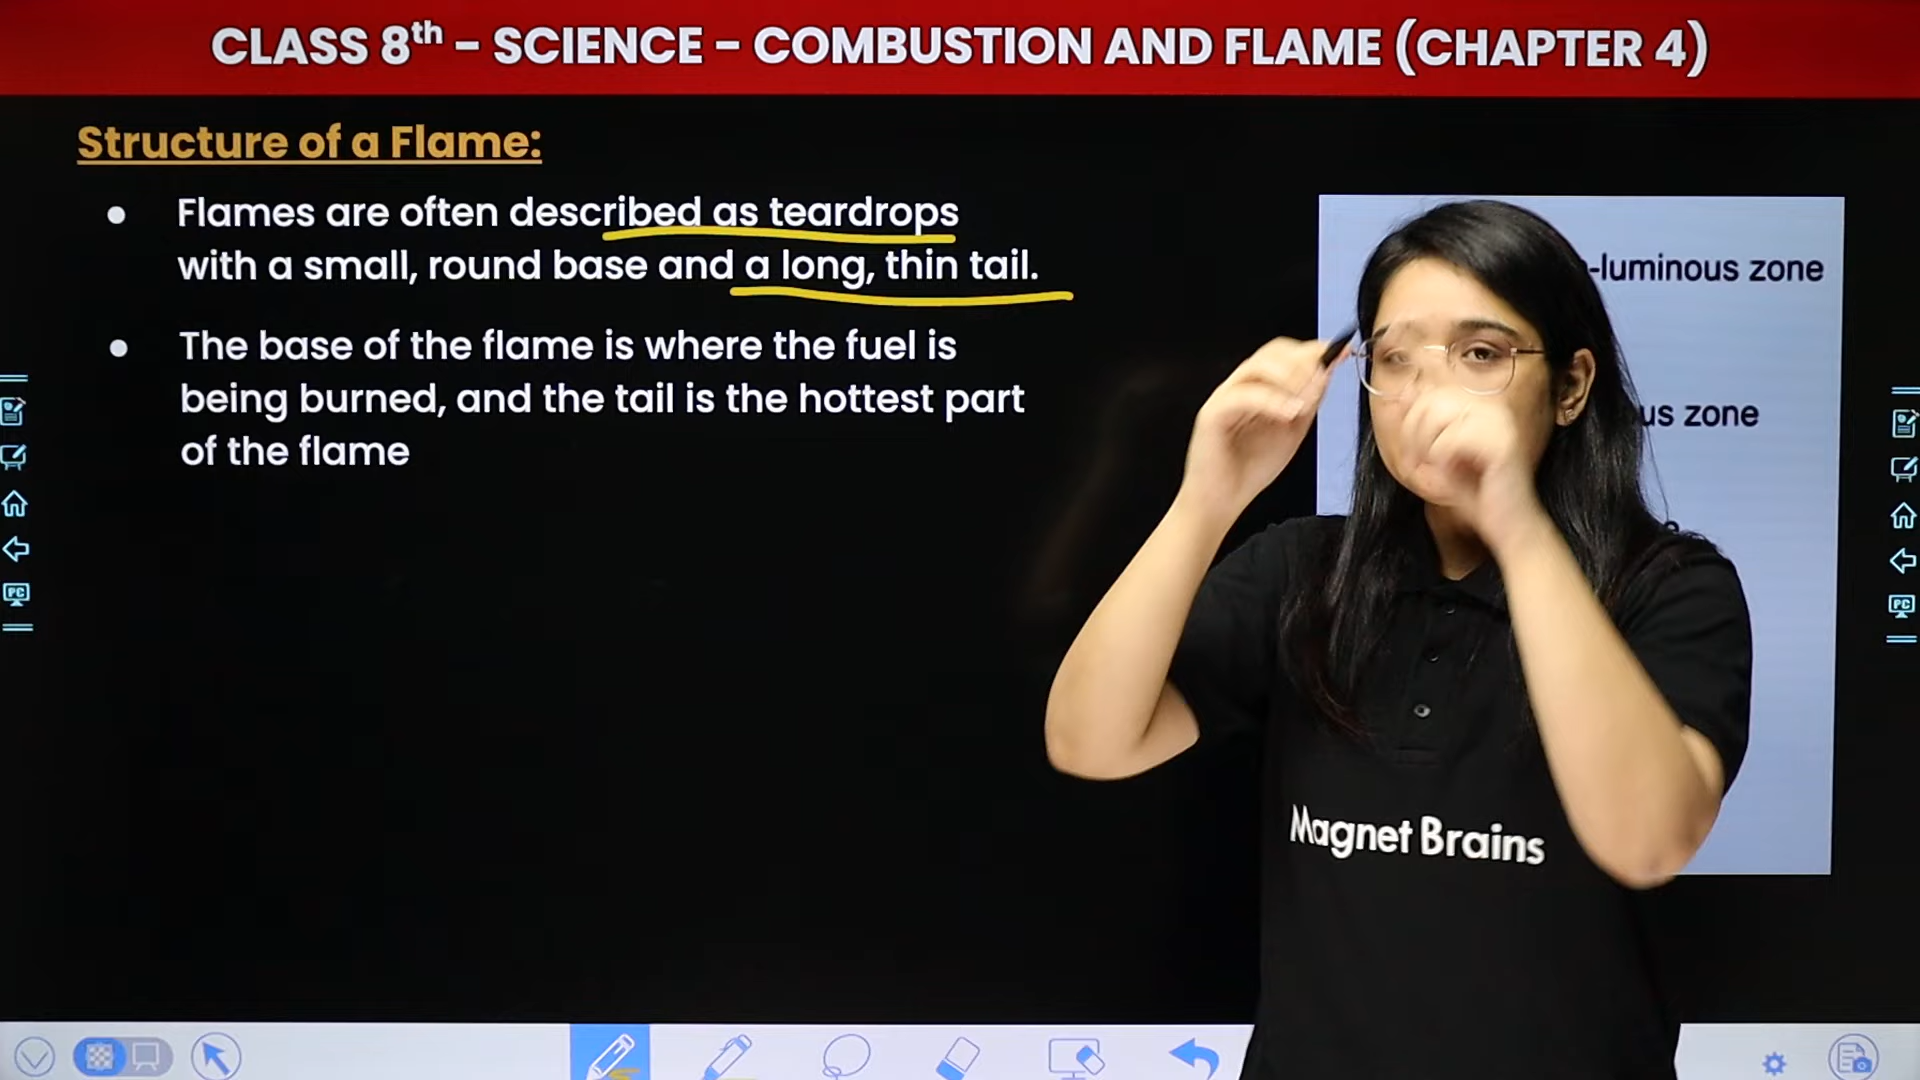 CLASS 8th - SCIENCE - COMBUSTION AND FLAME (CHAPTER 4)
Structure of a Flame:
● Flames are often described as teardrops
with a small, round base and a long, thin tail.
● The base of the flame is where the fuel is
being burned, and the tail is the hottest part
of the flame
-luminous zone
us zone
Magnet Brains
PC
PC